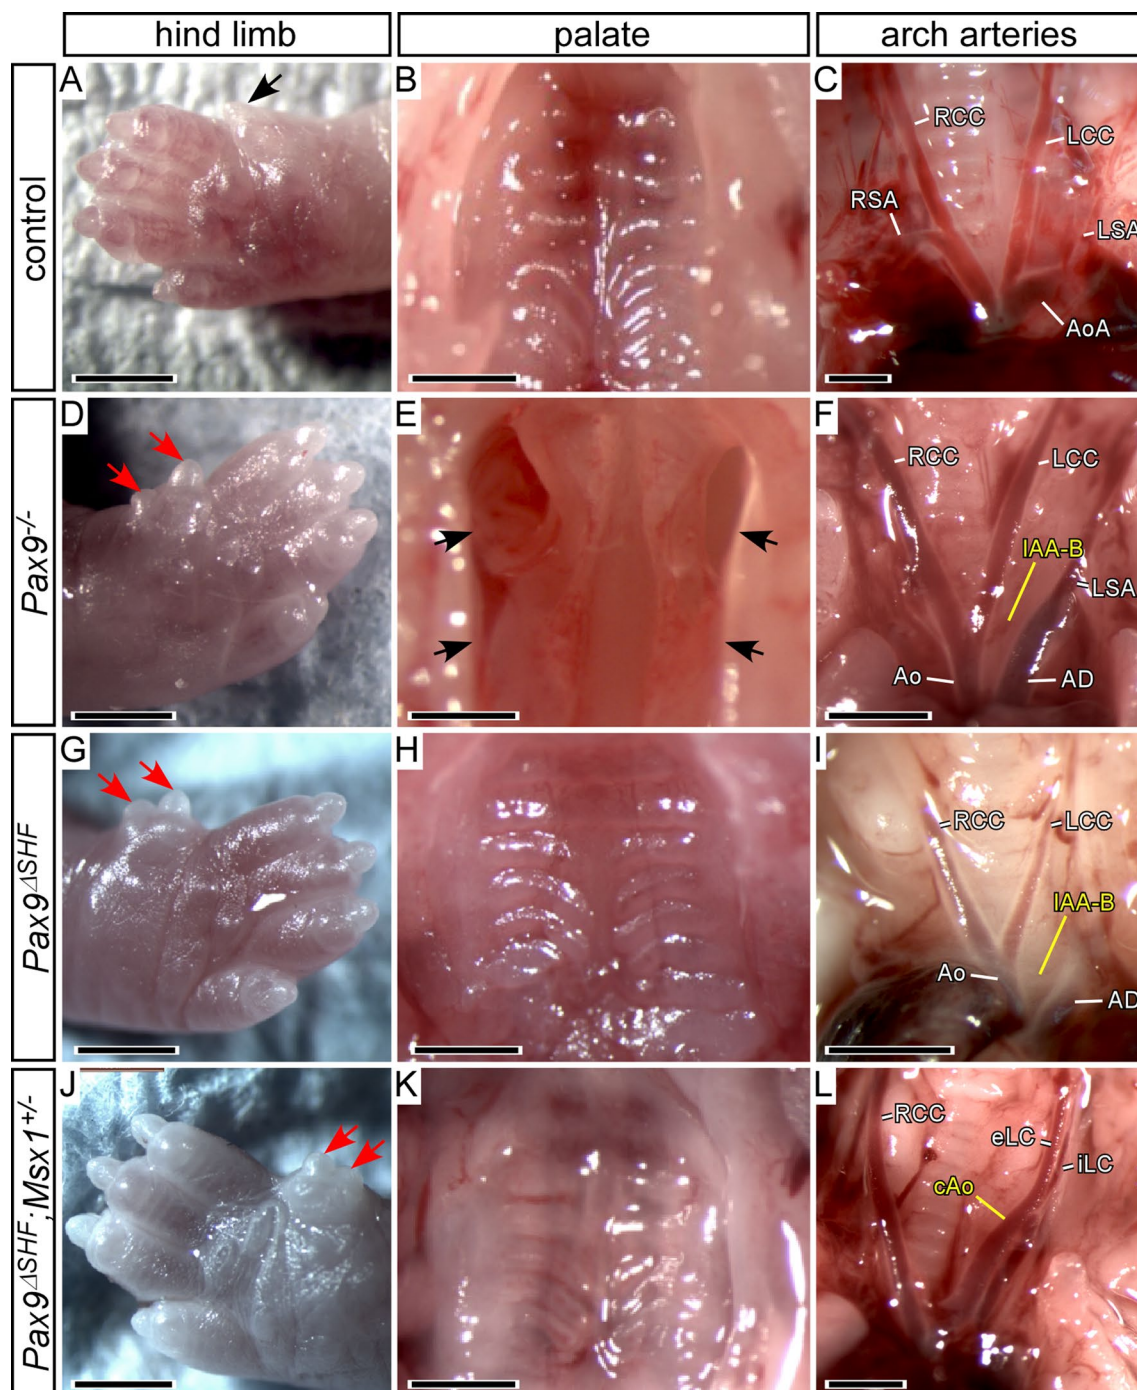 hind limb
palate
arch arteries
control
A
B
C
RCC
LCC
RSA
LSA
AoA
Pax9-/-
D
E
F
RCC
LCC
IAA-B
LSA
Ao
AD
Pax9ΔSHF
G
H
I
RCC
LCC
IAA-B
Ao
AD
Pax9ΔSHF;Msx1+/-
J
K
L
RCC
eLC
iLC
cAo